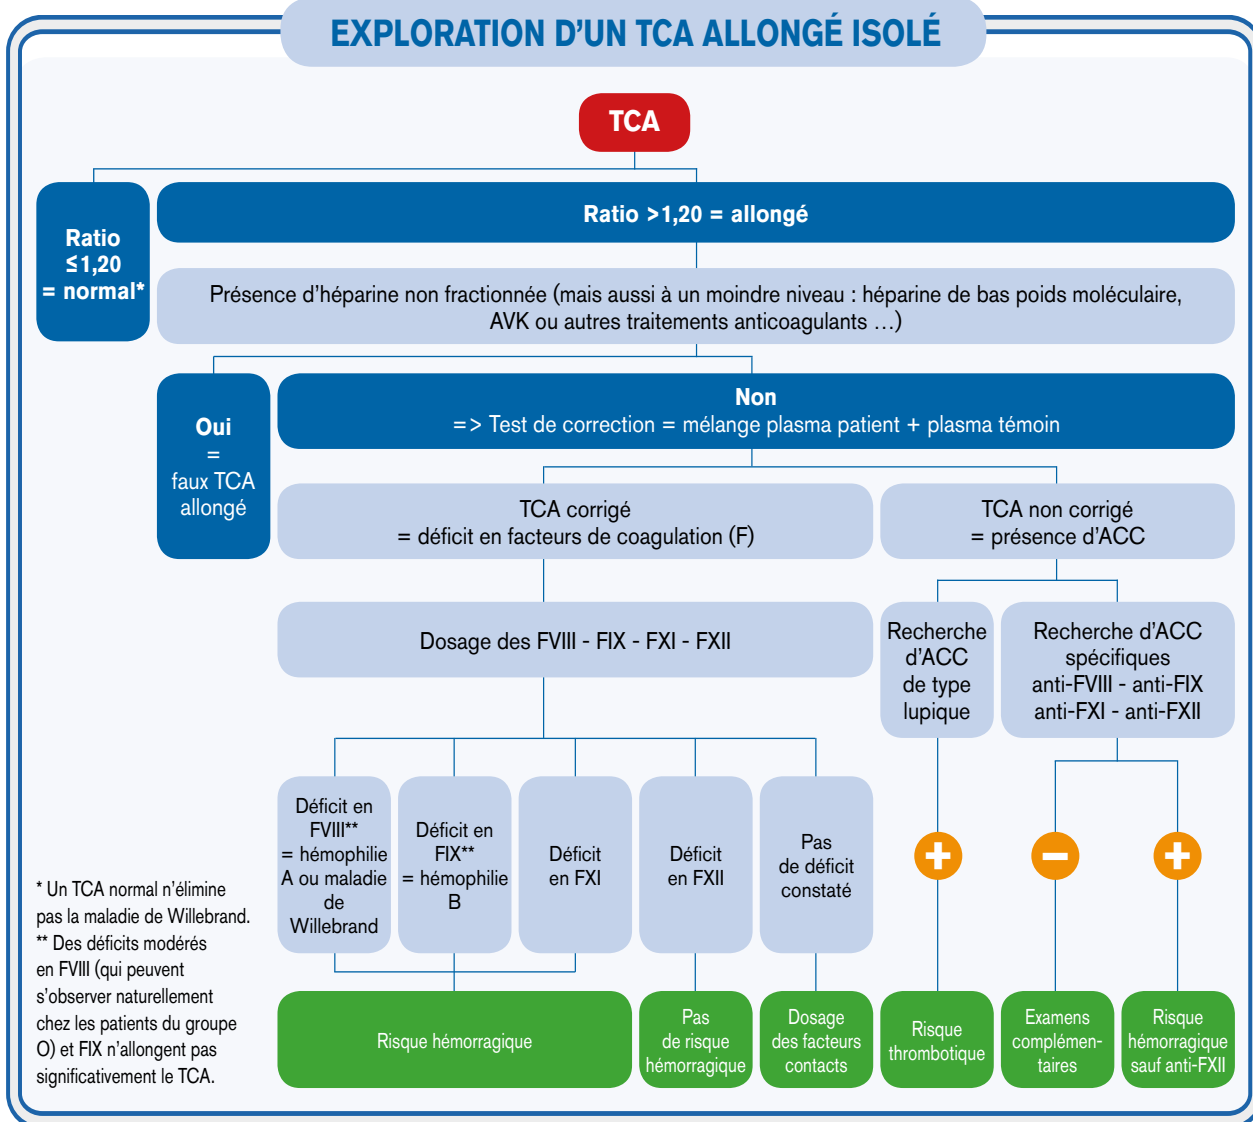 EXPLORATION D'UN TCA ALLONGÉ ISOLÉ
TCA
Ratio
≤1,20
= normal*
Ratio >1,20 = allongé
Présence d'héparine non fractionnée (mais aussi à un moindre niveau : héparine de bas poids moléculaire,
AVK ou autres traitements anticoagulants …)
Oui
=
faux TCA
allongé
Non
=> Test de correction = mélange plasma patient + plasma témoin
TCA corrigé
= déficit en facteurs de coagulation (F)
TCA non corrigé
= présence d'ACC
Dosage des FVIII - FIX - FXI - FXII
Recherche
d'ACC
de type
lupique
Recherche d'ACC
spécifiques
anti-FVIII - anti-FIX
anti-FXI - anti-FXII
Déficit en
FVIII**
= hémophilie
A ou maladie
de
Willebrand
Déficit en
FIX**
= hémophilie
B
Déficit
en FXI
Déficit
en FXII
Pas
de déficit
constaté
+
−
+
Risque hémorragique
Pas
de risque
hémorragique
Dosage
des facteurs
contacts
Risque
thrombotique
Examens
complémen-
taires
Risque
hémorragique
sauf anti-FXII
* Un TCA normal n'élimine
pas la maladie de Willebrand.
** Des déficits modérés
en FVIII (qui peuvent
s'observer naturellement
chez les patients du groupe
O) et FIX n'allongent pas
significativement le TCA.